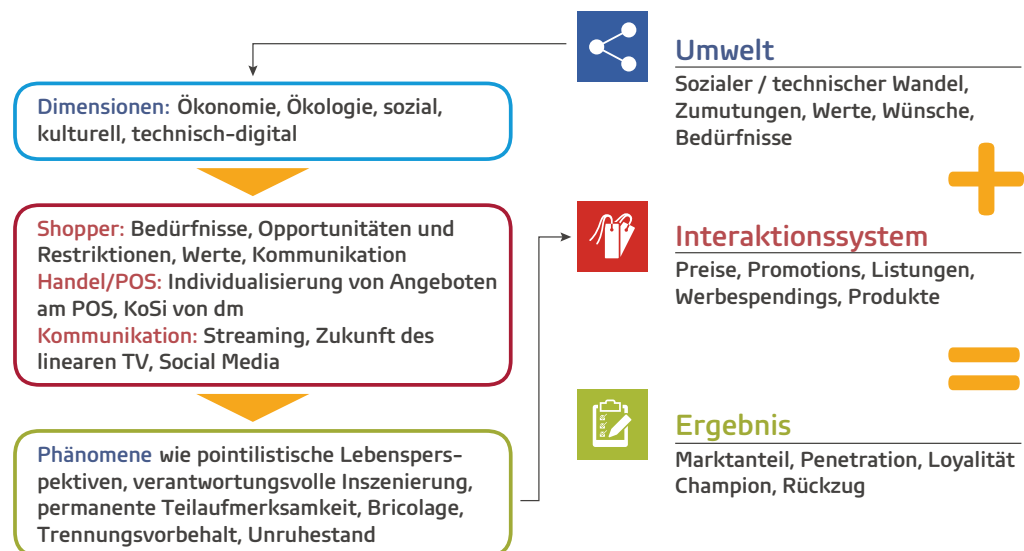 Dimensionen: Ökonomie, Ökologie, sozial,
kulturell, technisch-digital
Shopper: Bedürfnisse, Opportunitäten und
Restriktionen, Werte, Kommunikation
Handel/POS: Individualisierung von Angeboten
am POS, KoSi von dm
Kommunikation: Streaming, Zukunft des
linearen TV, Social Media
Phänomene wie pointilistische Lebenspers-
pektiven, verantwortungsvolle Inszenierung,
permanente Teilaufmerksamkeit, Bricolage,
Trennungsvorbehalt, Unruhestand
Umwelt
Sozialer / technischer Wandel,
Zumutungen, Werte, Wünsche,
Bedürfnisse
+
Interaktionssystem
Preise, Promotions, Listungen,
Werbespendings, Produkte
=
Ergebnis
Marktanteil, Penetration, Loyalität
Champion, Rückzug